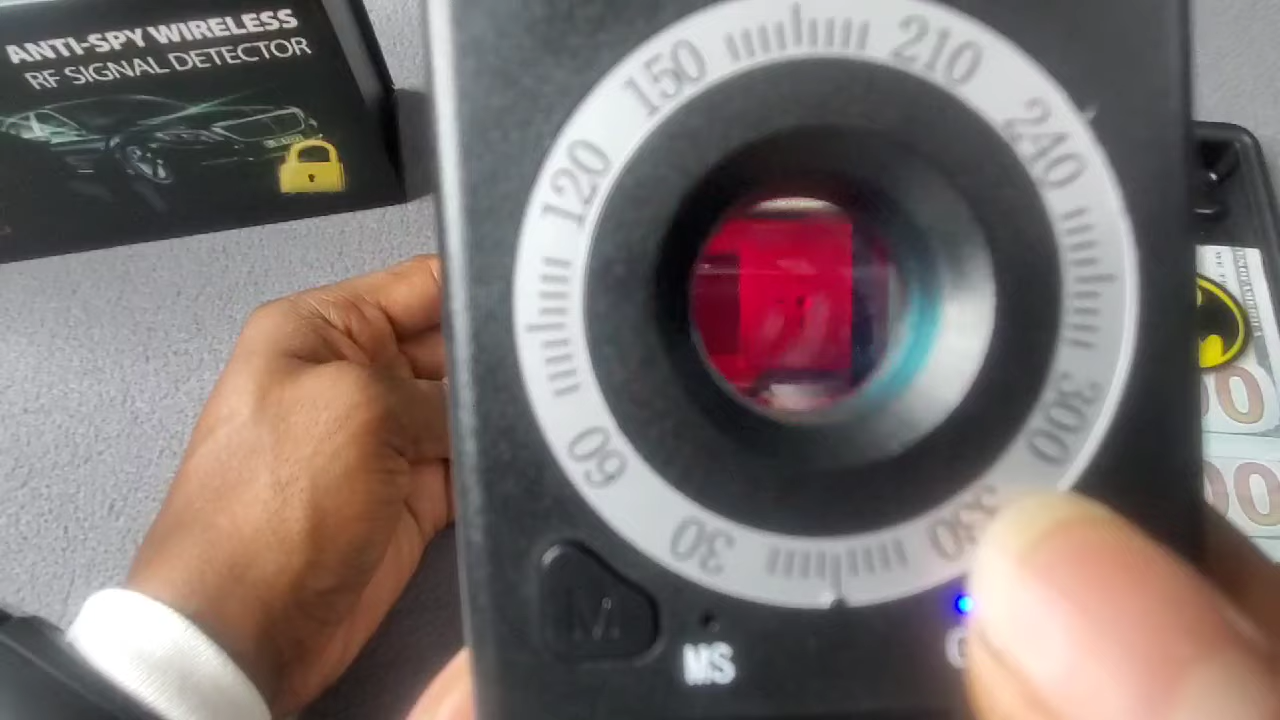 ANTI-SPY WIRELESS
RF SIGNAL DETECTOR
150
210
240
120
300
60
330
30
M
MS